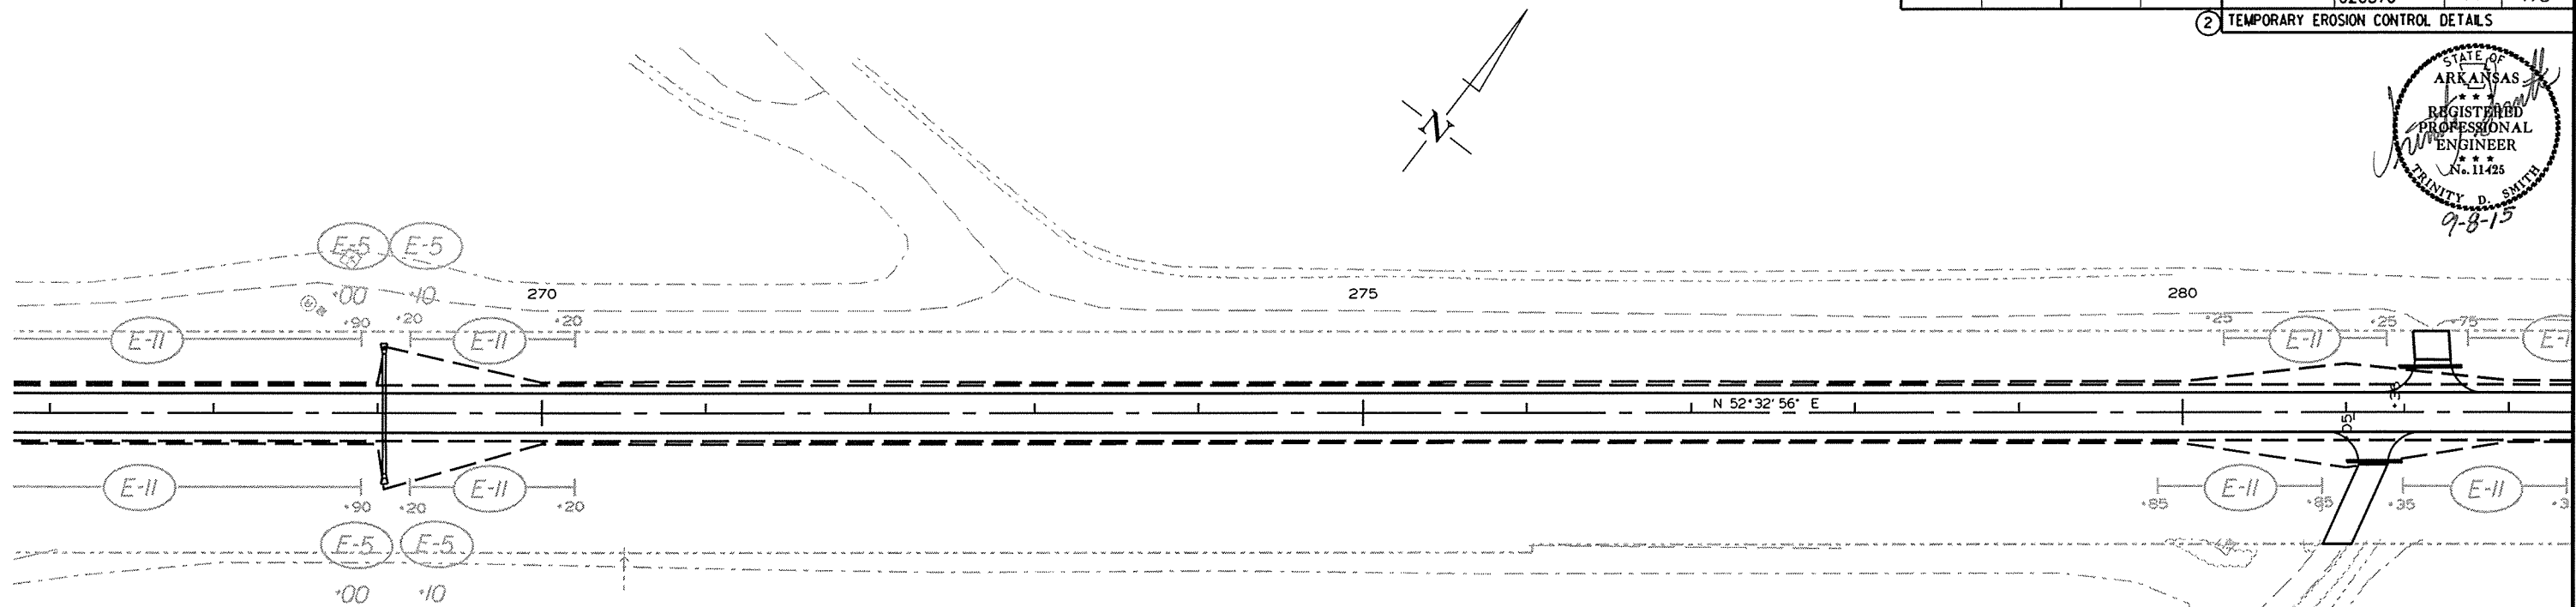 ② TEMPORARY EROSION CONTROL DETAILS
STATE OF
ARKANSAS
★ ★ ★
REGISTERED
PROFESSIONAL
ENGINEER
★ ★ ★
No. 11425
TRINITY D. SMITH
9-8-15
N
E-5 E-5
+00 +10
270 275 280
+90 +20 +20 +25 +25 +75
E-11 E-11 E-11
N 52°32'56" E
E-11 E-11 E-11 E-11
+90 +20 +20 +85 +85 +35
E-5 E-5
+00 +10